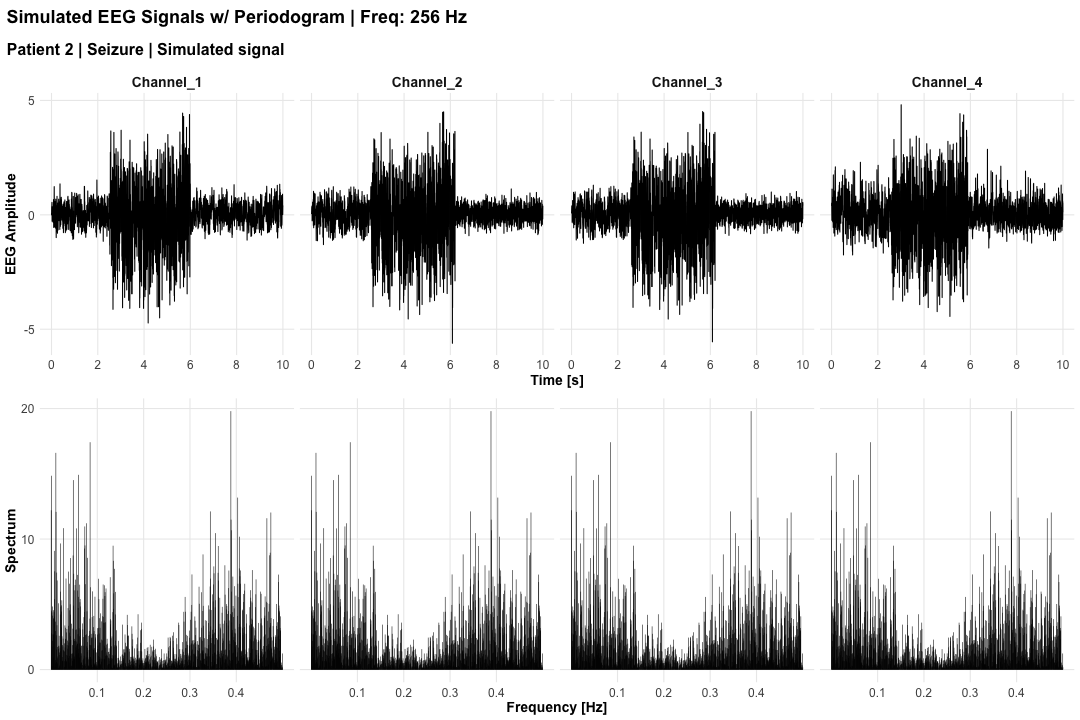 Simulated EEG Signals w/ Periodogram | Freq: 256 Hz
Patient 2 | Seizure | Simulated signal
Channel_1 Channel_2 Channel_3 Channel_4
5
0
-5
EEG Amplitude
0 2 4 6 8 10 0 2 4 6 8 10 0 2 4 6 8 10 0 2 4 6 8 10
Time [s]
20
10
0
Spectrum
0.1 0.2 0.3 0.4 0.1 0.2 0.3 0.4 0.1 0.2 0.3 0.4 0.1 0.2 0.3 0.4
Frequency [Hz]